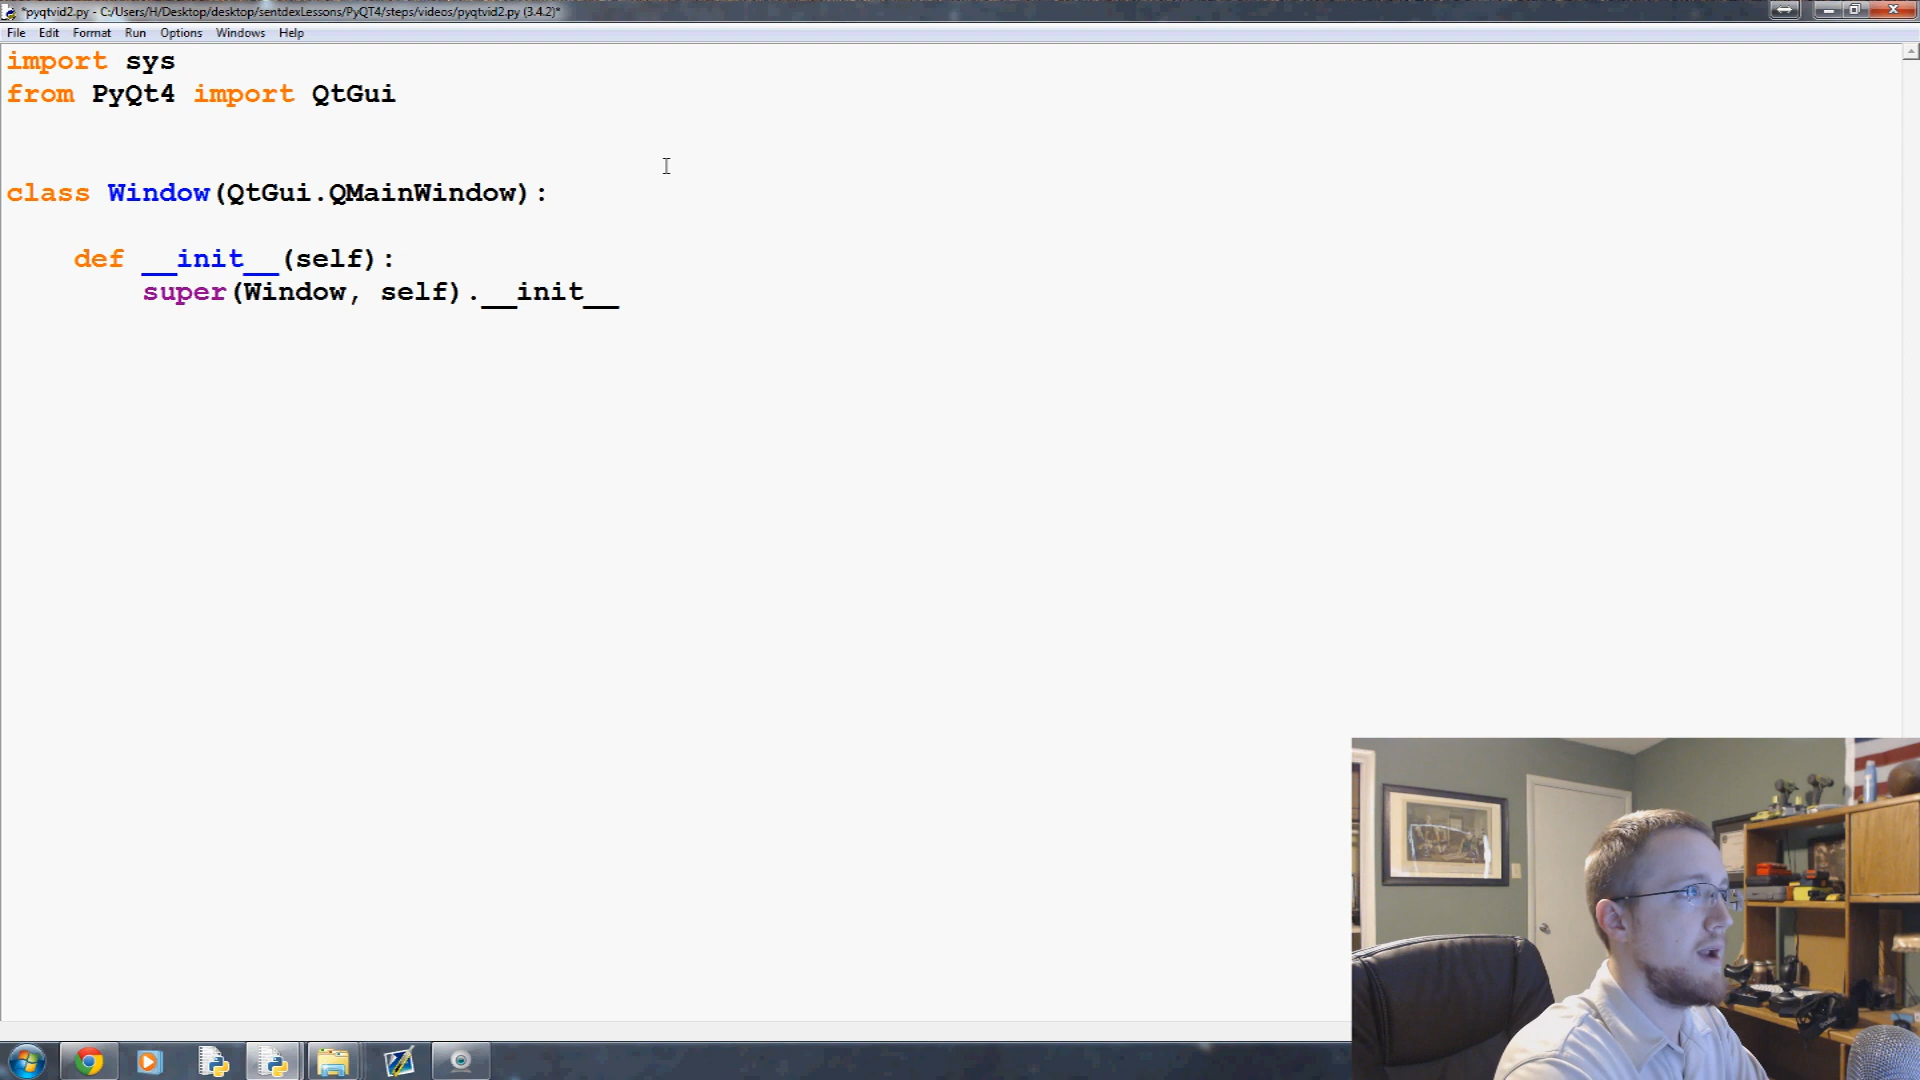 *pyqtvid2.py - C:/Users/H/Desktop/desktop/sentdexLessons/PyQT4/steps/videos/pyqtvid2.py (3.4.2)*
File Edit Format Run Options Windows Help
import sys
from PyQt4 import QtGui
class Window(QtGui.QMainWindow):
def __init__(self):
super(Window, self).__init__